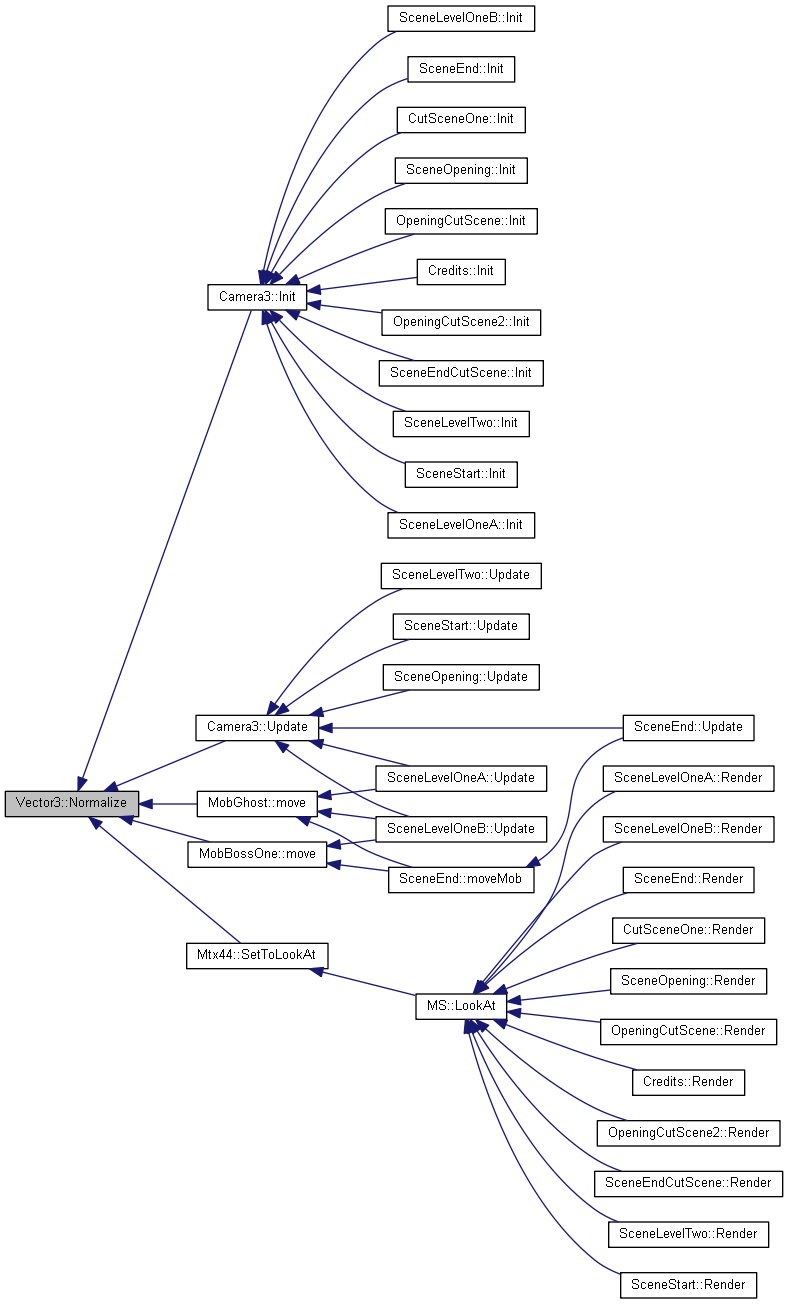 SceneLevelOneB::Init
SceneEnd::Init
CutSceneOne::Init
SceneOpening::Init
OpeningCutScene::Init
Credits::Init
Camera3::Init
OpeningCutScene2::Init
SceneEndCutScene::Init
SceneLevelTwo::Init
SceneStart::Init
SceneLevelOneA::Init
SceneLevelTwo::Update
SceneStart::Update
SceneOpening::Update
Camera3::Update
SceneEnd::Update
SceneLevelOneA::Update
SceneLevelOneA::Render
Vector3::Normalize
MobGhost::move
SceneLevelOneB::Update
SceneLevelOneB::Render
MobBossOne::move
SceneEnd::moveMob
SceneEnd::Render
CutSceneOne::Render
Mtx44::SetToLookAt
SceneOpening::Render
MS::LookAt
OpeningCutScene::Render
Credits::Render
OpeningCutScene2::Render
SceneEndCutScene::Render
SceneLevelTwo::Render
SceneStart::Render